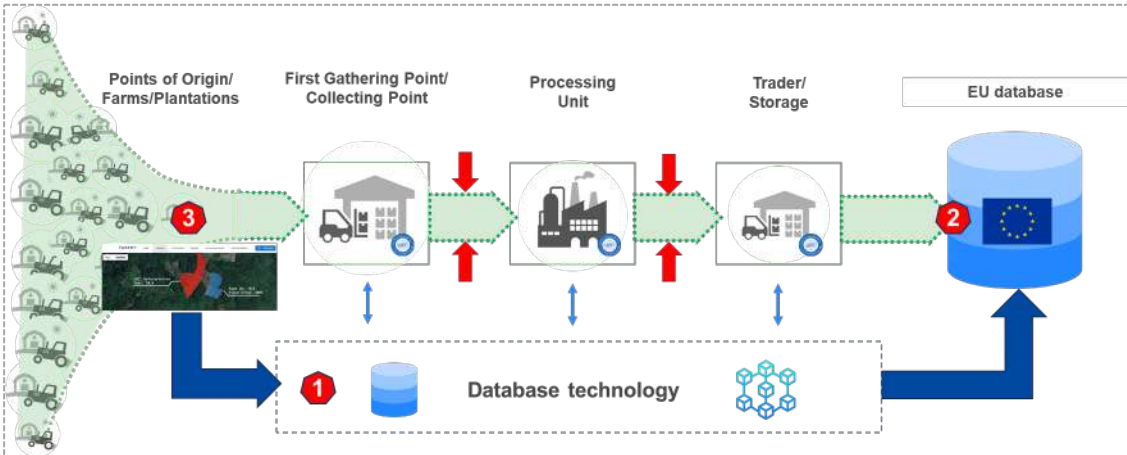 Points of Origin/
Farms/Plantations
First Gathering Point/
Collecting Point
Processing
Unit
Trader/
Storage
EU database
3
2
1
Database technology